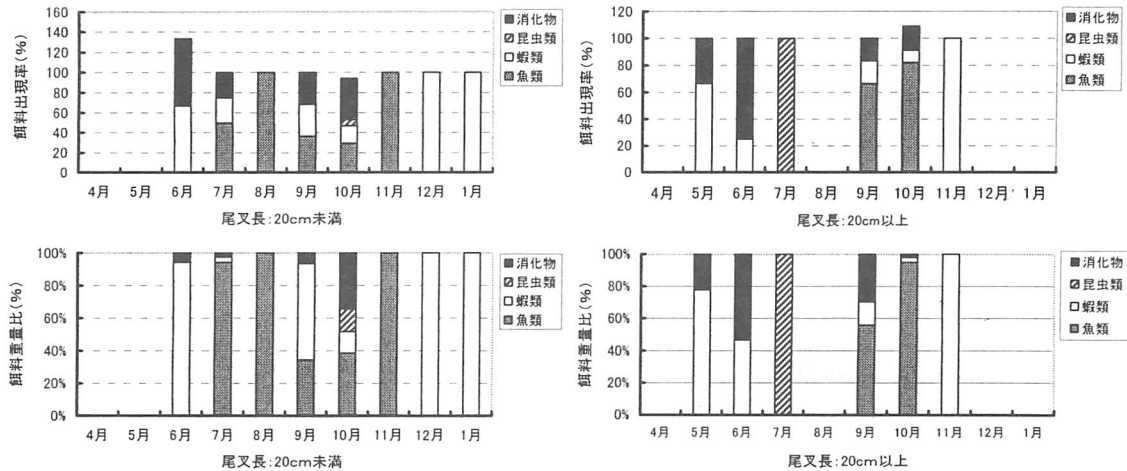 餌料出現率(%)
160
140
120
100
80
60
40
20
0
4月 5月 6月 7月 8月 9月 10月 11月 12月 1月
尾叉長:20cm未満
消化物
昆虫類
蝦類
魚類
餌料出現率(%)
120
100
80
60
40
20
0
4月 5月 6月 7月 8月 9月 10月 11月 12月 1月
尾叉長:20cm以上
消化物
昆虫類
蝦類
魚類
餌料重量比(%)
100%
80%
60%
40%
20%
0%
4月 5月 6月 7月 8月 9月 10月 11月 12月 1月
尾叉長:20cm未満
消化物
昆虫類
蝦類
魚類
餌料重量比(%)
100%
80%
60%
40%
20%
0%
4月 5月 6月 7月 8月 9月 10月 11月 12月 1月
尾叉長:20cm以上
消化物
昆虫類
蝦類
魚類